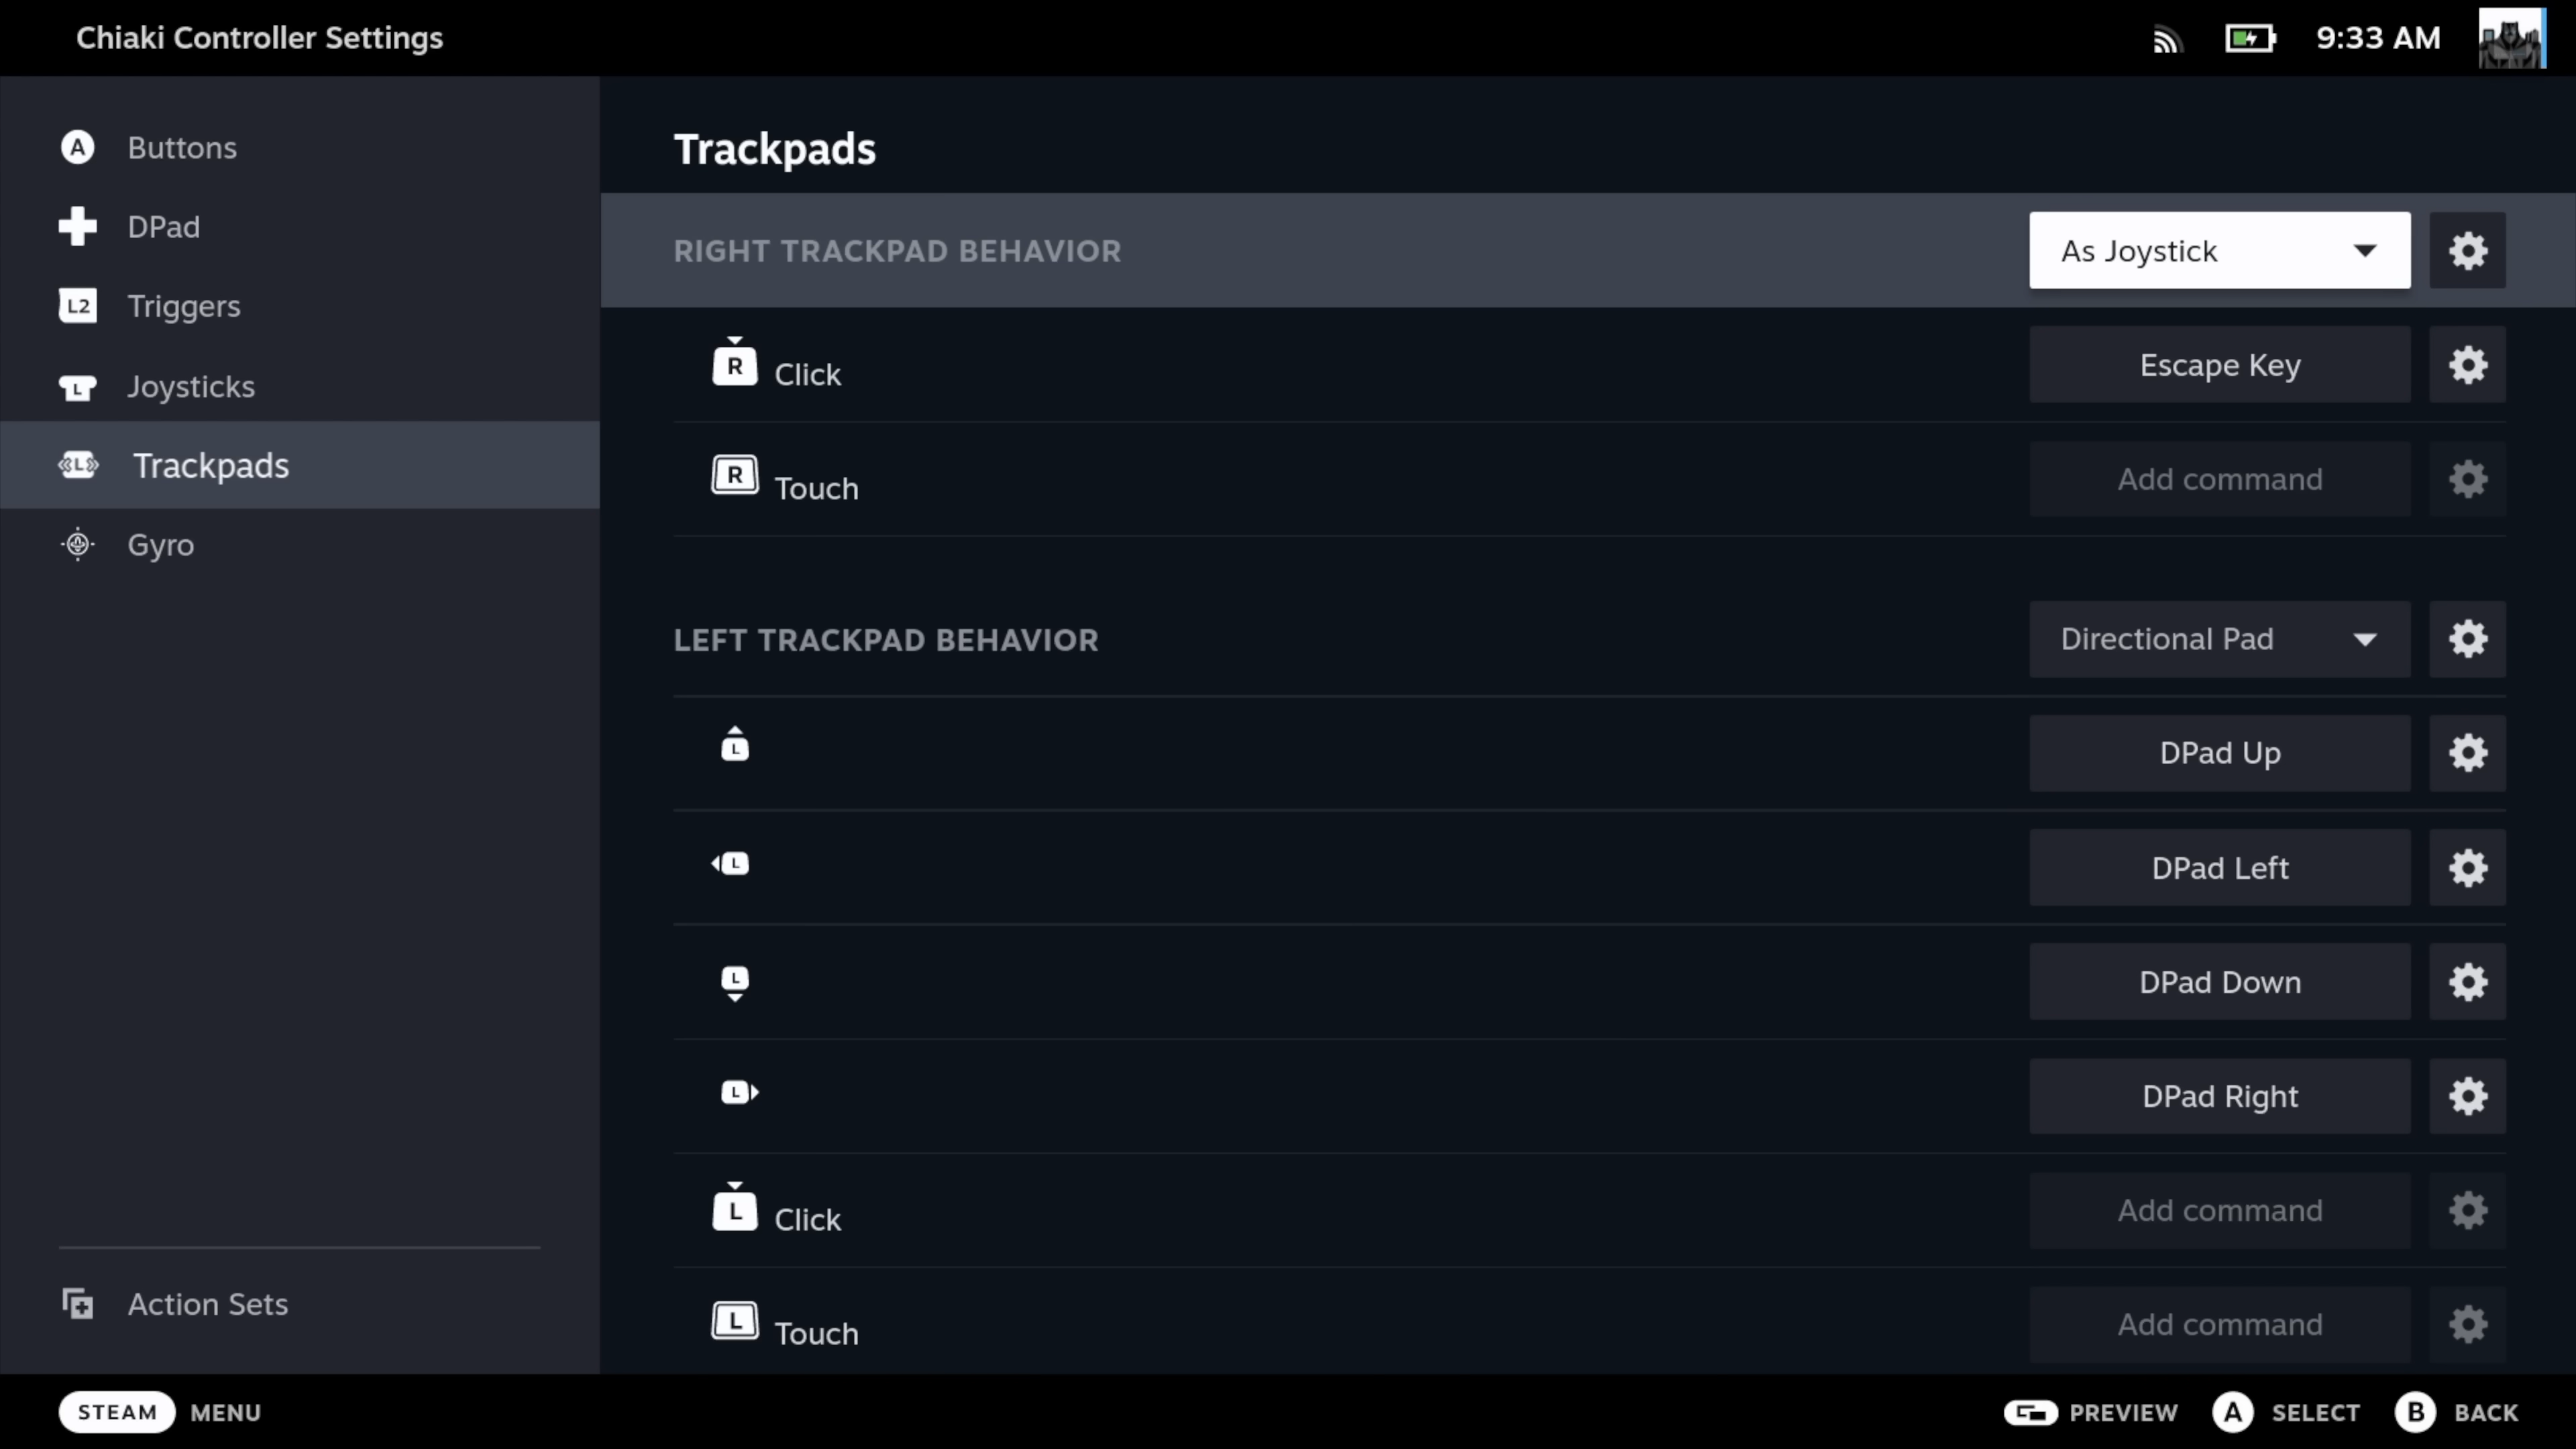 Chiaki Controller Settings
9:33 AM
A Buttons
DPad
L2 Triggers
L Joysticks
L Trackpads
Gyro
Action Sets
Trackpads
RIGHT TRACKPAD BEHAVIOR As Joystick
R Click Escape Key
R Touch Add command
LEFT TRACKPAD BEHAVIOR Directional Pad
L DPad Up
L DPad Left
L DPad Down
L DPad Right
L Click Add command
L Touch Add command
STEAM MENU
PREVIEW A SELECT B BACK